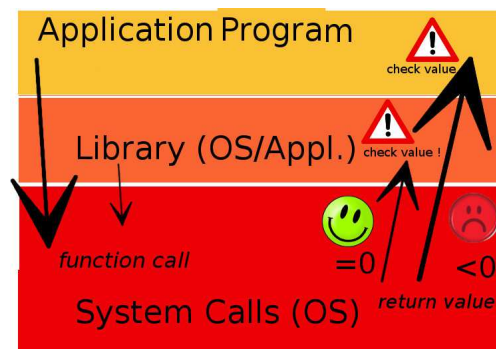 Application Program
check value
Library (OS/Appl.)
check value !
function call
=0
<0
System Calls (OS)
return value